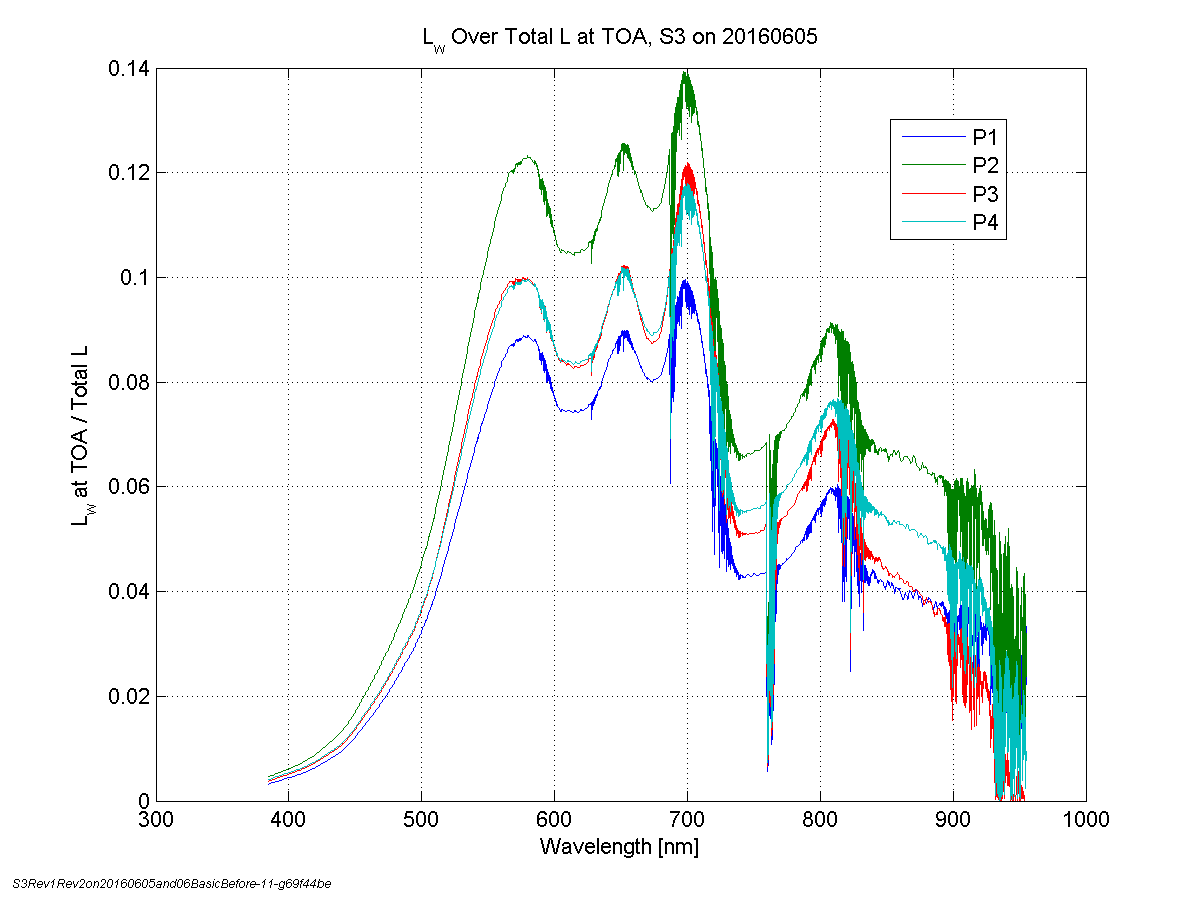 L_W Over Total L at TOA, S3 on 20160605
0.14
0.12
0.1
0.08
0.06
0.04
0.02
0
L_W at TOA / Total L
P1
P2
P3
P4
300 400 500 600 700 800 900 1000
Wavelength [nm]
S3Rev1Rev2on20160605and06BasicBefore-11-g69f44be